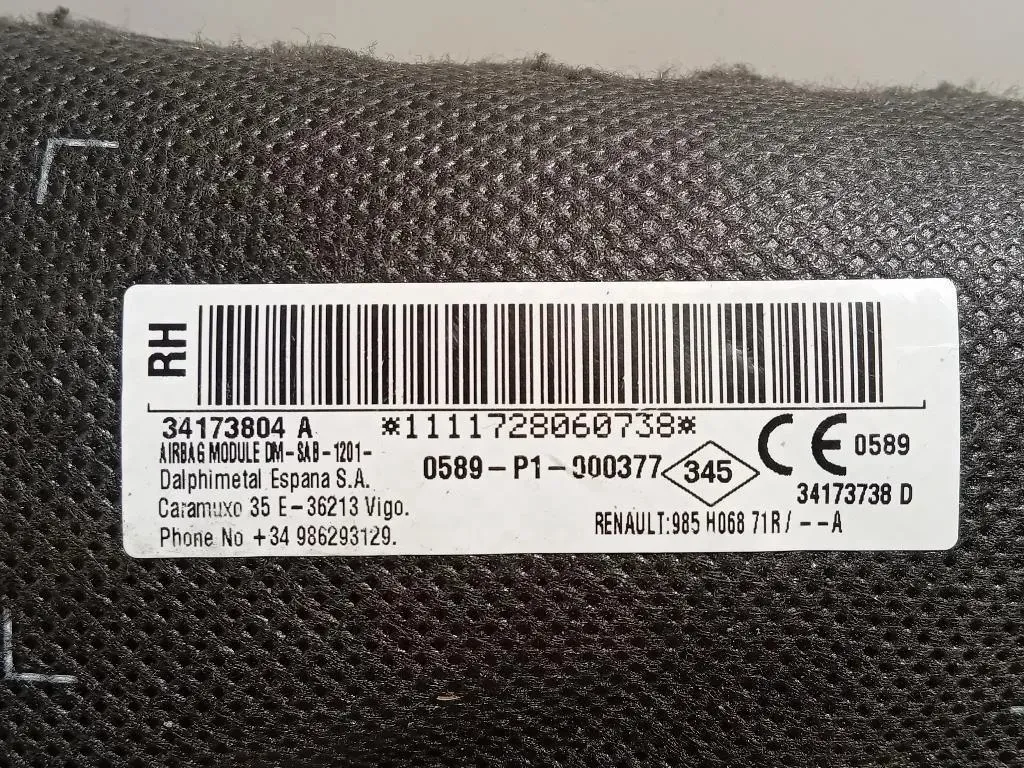 RH
34173804 A
*1111728060738*
AIRBAG MODULE DM-SAB-1201-
Dalphimetal Espana S.A.
Caramuxo 35 E-36213 Vigo.
Phone No +34 986293129.
0589-P1-000377
345
CE 0589
34173738 D
RENAULT:985 H068 71R/ --A